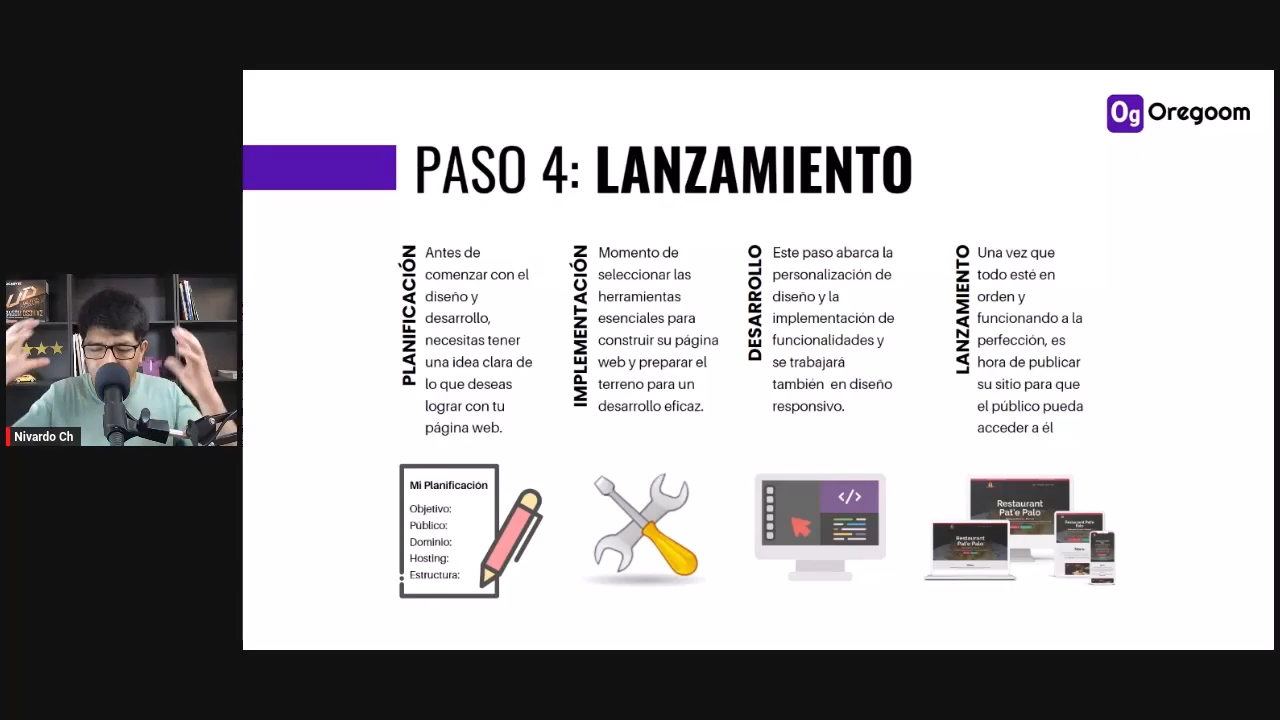 Og Oregoom
PASO 4: LANZAMIENTO
PLANIFICACIÓN
Antes de
comenzar con el
diseño y
desarrollo,
necesitas tener
una idea clara de
lo que deseas
lograr con tu
página web.
IMPLEMENTACIÓN
Momento de
seleccionar las
herramientas
esenciales para
construir su página
web y preparar el
terreno para un
desarrollo eficaz.
DESARROLLO
Este paso abarca la
personalización de
diseño y la
implementación de
funcionalidades y
se trabajará
también en diseño
responsivo.
LANZAMIENTO
Una vez que
todo esté en
orden y
funcionando a la
perfección, es
hora de publicar
su sitio para que
el público pueda
acceder a él
Mi Planificación
Objetivo:
Público:
Dominio:
Hosting:
Estructura:
</>
Restaurant
Pat'e Palo
Restaurant
Pat'e Palo
Nivardo Ch